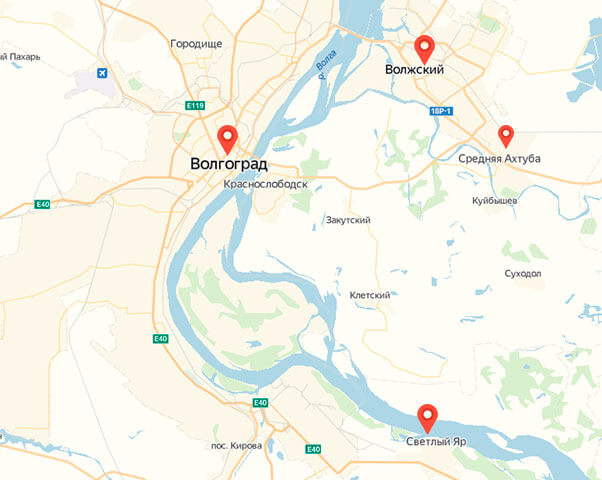 Городище
р. Волга
ый Пахарь
Волжский
E119
18Р-1
Волгоград
Средняя Ахтуба
Краснослободск
Куйбышев
E40
Закутский
Суходол
Клетский
E40
E40
Светлый Яр
пос. Кирова
E40